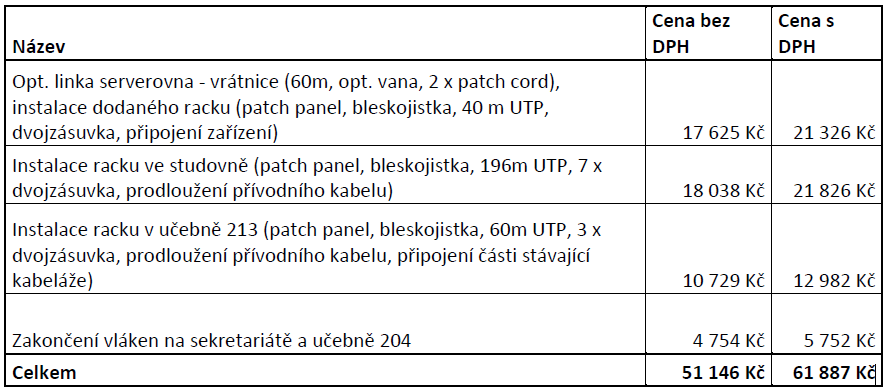 Název Cena bez DPH Cena s DPH
Opt. linka serverovna - vrátnice (60m, opt. vana, 2 x patch cord),
instalace dodaného racku (patch panel, bleskojistka, 40 m UTP,
dvojzásuvka, připojení zařízení) 17 625 Kč 21 326 Kč
Instalace racku ve studovně (patch panel, bleskojistka, 196m UTP, 7 x
dvojzásuvka, prodloužení přívodního kabelu) 18 038 Kč 21 826 Kč
Instalace racku v učebně 213 (patch panel, bleskojistka, 60m UTP, 3 x
dvojzásuvka, prodloužení přívodního kabelu, připojení části stávající
kabeláže) 10 729 Kč 12 982 Kč
Zakončení vláken na sekretariátě a učebně 204 4 754 Kč 5 752 Kč
Celkem 51 146 Kč 61 887 Kč